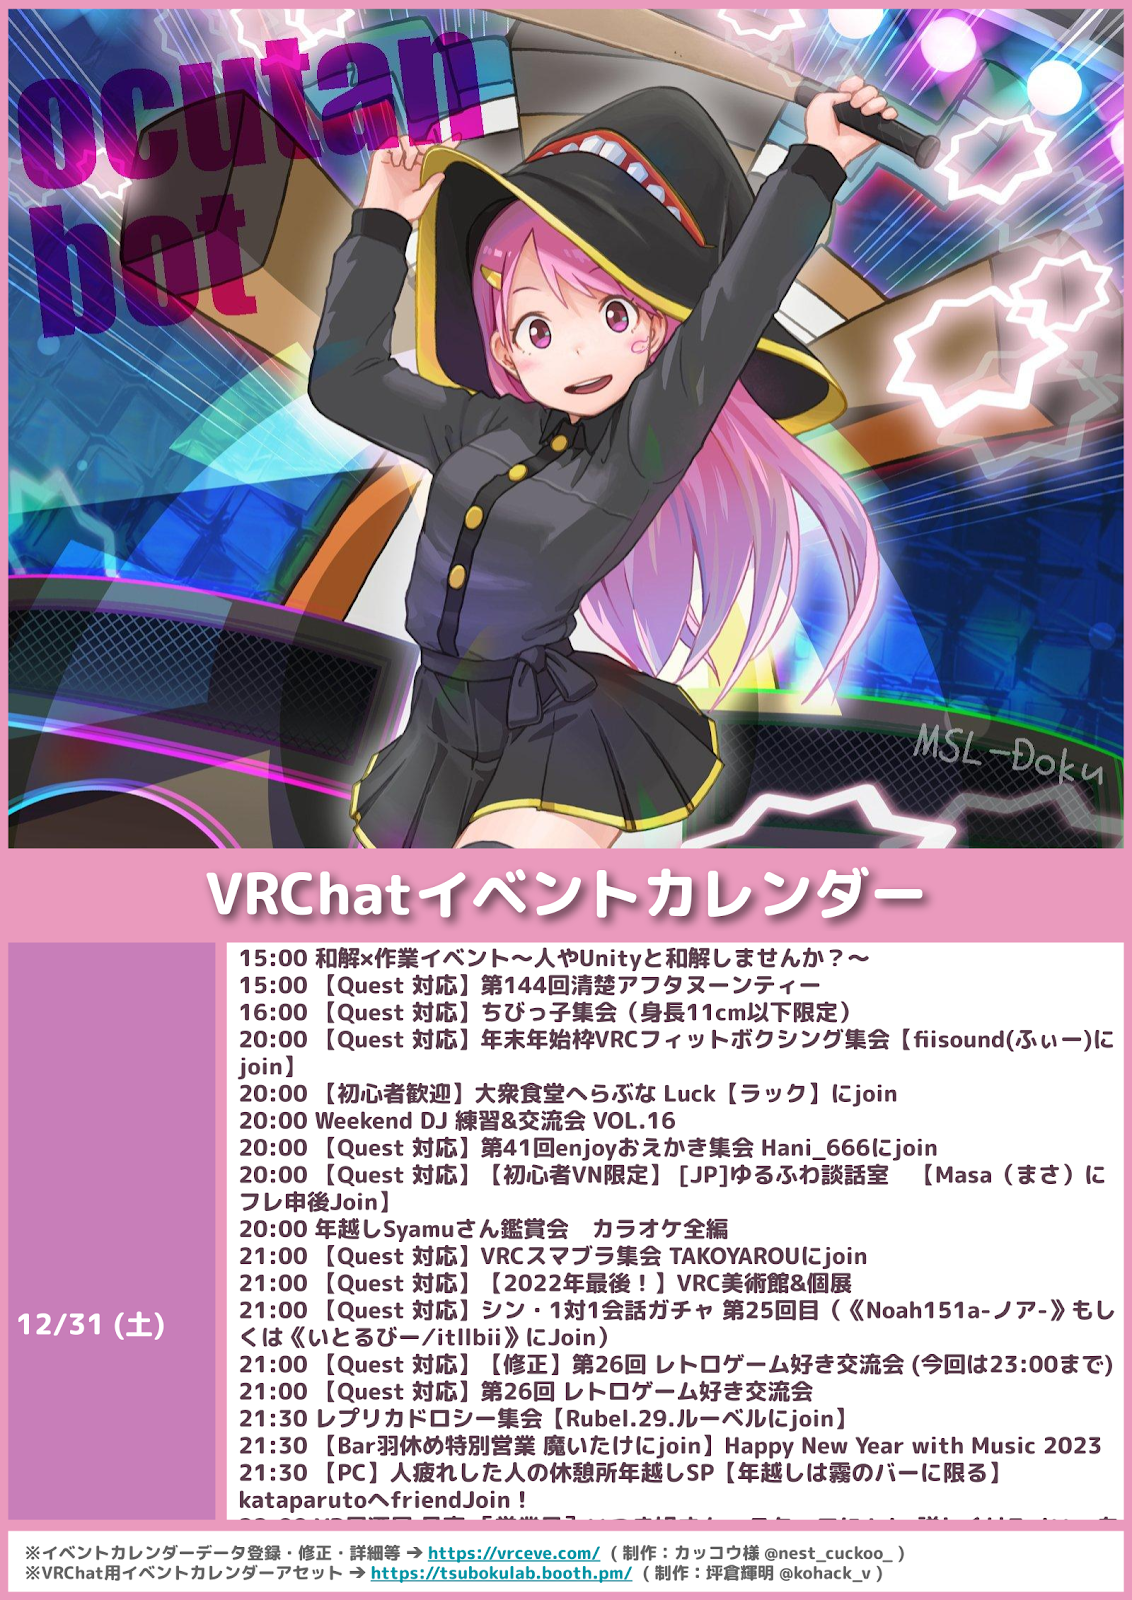 ocutan
bot
MSL-Doku
VRChatイベントカレンダー
12/31 (土)
15:00 和解×作業イベント～人やUnityと和解しませんか？～
15:00 【Quest 対応】第144回清楚アフタヌーンティー
16:00 【Quest 対応】ちびっ子集会（身長11cm以下限定）
20:00 【Quest 対応】年末年始枠VRCフィットボクシング集会【fiisound(ふぃー)に
join】
20:00 【初心者歓迎】大衆食堂へらぶな Luck【ラック】にjoin
20:00 Weekend DJ 練習&交流会 VOL.16
20:00 【Quest 対応】第41回enjoyおえかき集会 Hani_666にjoin
20:00 【Quest 対応】【初心者VN限定】 [JP]ゆるふわ談話室　【Masa（まさ）に
フレ申後Join】
20:00 年越しSyamuさん鑑賞会　カラオケ全編
21:00 【Quest 対応】VRCスマブラ集会 TAKOYAROUにjoin
21:00 【Quest 対応】【2022年最後！】VRC美術館&個展
21:00 【Quest 対応】シン・1対1会話ガチャ 第25回目（《Noah151a-ノア-》もし
くは《いとるびー/itllbii》にJoin）
21:00 【Quest 対応】【修正】第26回 レトロゲーム好き交流会 (今回は23:00まで)
21:00 【Quest 対応】第26回 レトロゲーム好き交流会
21:30 レプリカドロシー集会【Rubel.29.ルーベルにjoin】
21:30 【Bar羽休め特別営業 魔いたけにjoin】Happy New Year with Music 2023
21:30 【PC】人疲れした人の休憩所年越しSP【年越しは霧のバーに限る】
kataparutoへfriendJoin！
※イベントカレンダーデータ登録・修正・詳細等 ➔ https://vrceve.com/ （ 制作：カッコウ様 @nest_cuckoo_ ）
※VRChat用イベントカレンダーアセット ➔ https://tsubokulab.booth.pm/ （ 制作：坪倉輝明 @kohack_v ）